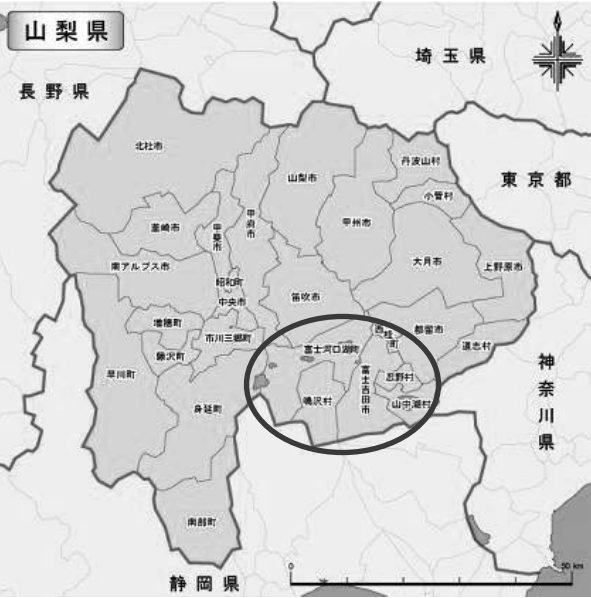 山梨県
埼玉県
長野県
東京都
北杜市
山梨市
丹波山村
小菅村
甲州市
韮崎市
甲斐市
甲府市
大月市
上野原市
南アルプス市
昭和町
中央市
笛吹市
増穂町
市川三郷町
鰍沢町
西桂町
都留市
道志村
富士河口湖町
早川町
身延町
鳴沢村
富士吉田市
忍野村
山中湖村
神奈川県
南部町
静岡県
0
50 km